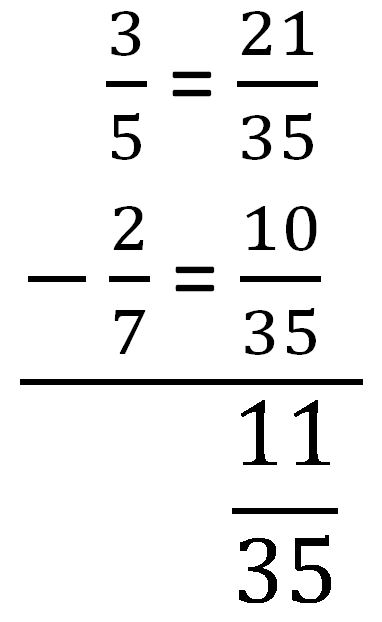 3/5 = 21/35
− 2/7 = 10/35
11/35